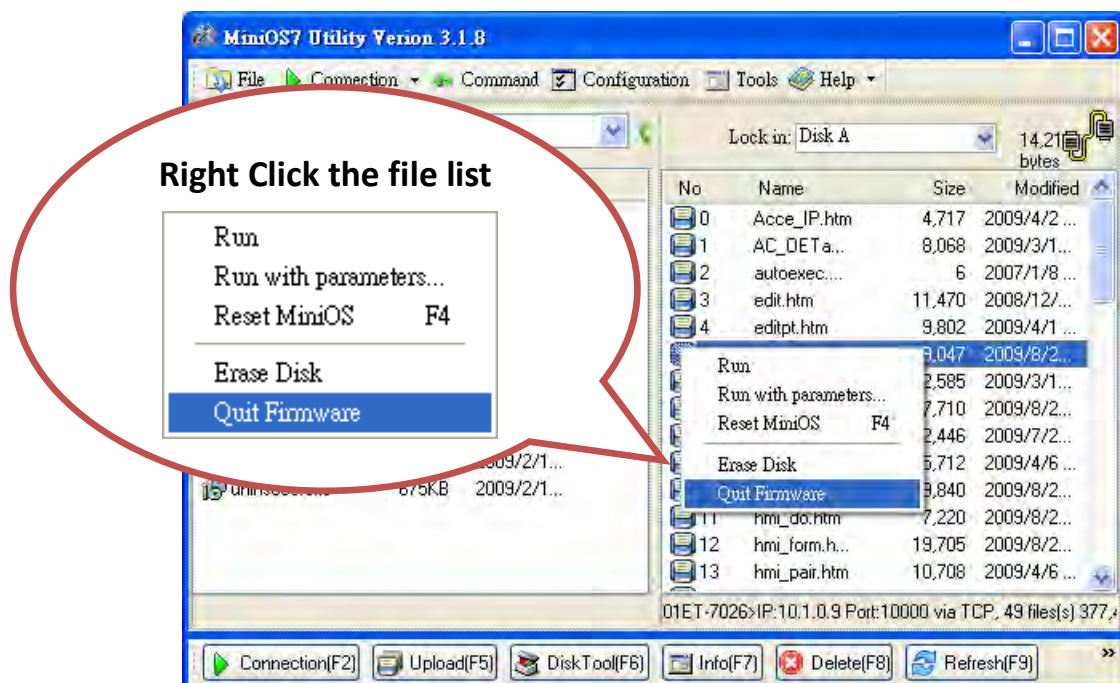 MiniOS7 Utility Verion 3.1.8
File Connection Command Configuration Tools Help
Lock in: Disk A 14.21 bytes
Right Click the file list
Run
Run with parameters...
Reset MiniOS F4
Erase Disk
Quit Firmware
2009/2/1...
675KB 2009/2/1...
No Name Size Modified
0 Acce_IP.htm 4,717 2009/4/2 ...
1 AC_DETa... 8,068 2009/3/1...
2 autoexec.... 6 2007/1/8 ...
3 edit.htm 11,470 2008/12/...
4 editpt.htm 9,802 2009/4/1 ...
9,047 2009/8/2...
2,585 2009/3/1...
7,710 2009/8/2...
2,446 2009/7/2...
5,712 2009/4/6 ...
9,840 2009/8/2...
11 hmi_do.htm 7,220 2009/8/2...
12 hmi_form.h... 19,705 2009/8/2...
13 hmi_pair.htm 10,708 2009/4/6 ...
Run
Run with parameters...
Reset MiniOS F4
Erase Disk
Quit Firmware
01ET-7026>IP:10.1.0.9 Port:10000 via TCP, 49 files(s) 377,4
Connection(F2) Upload(F5) DiskTool(F6) Info(F7) Delete(F8) Refresh(F9) »